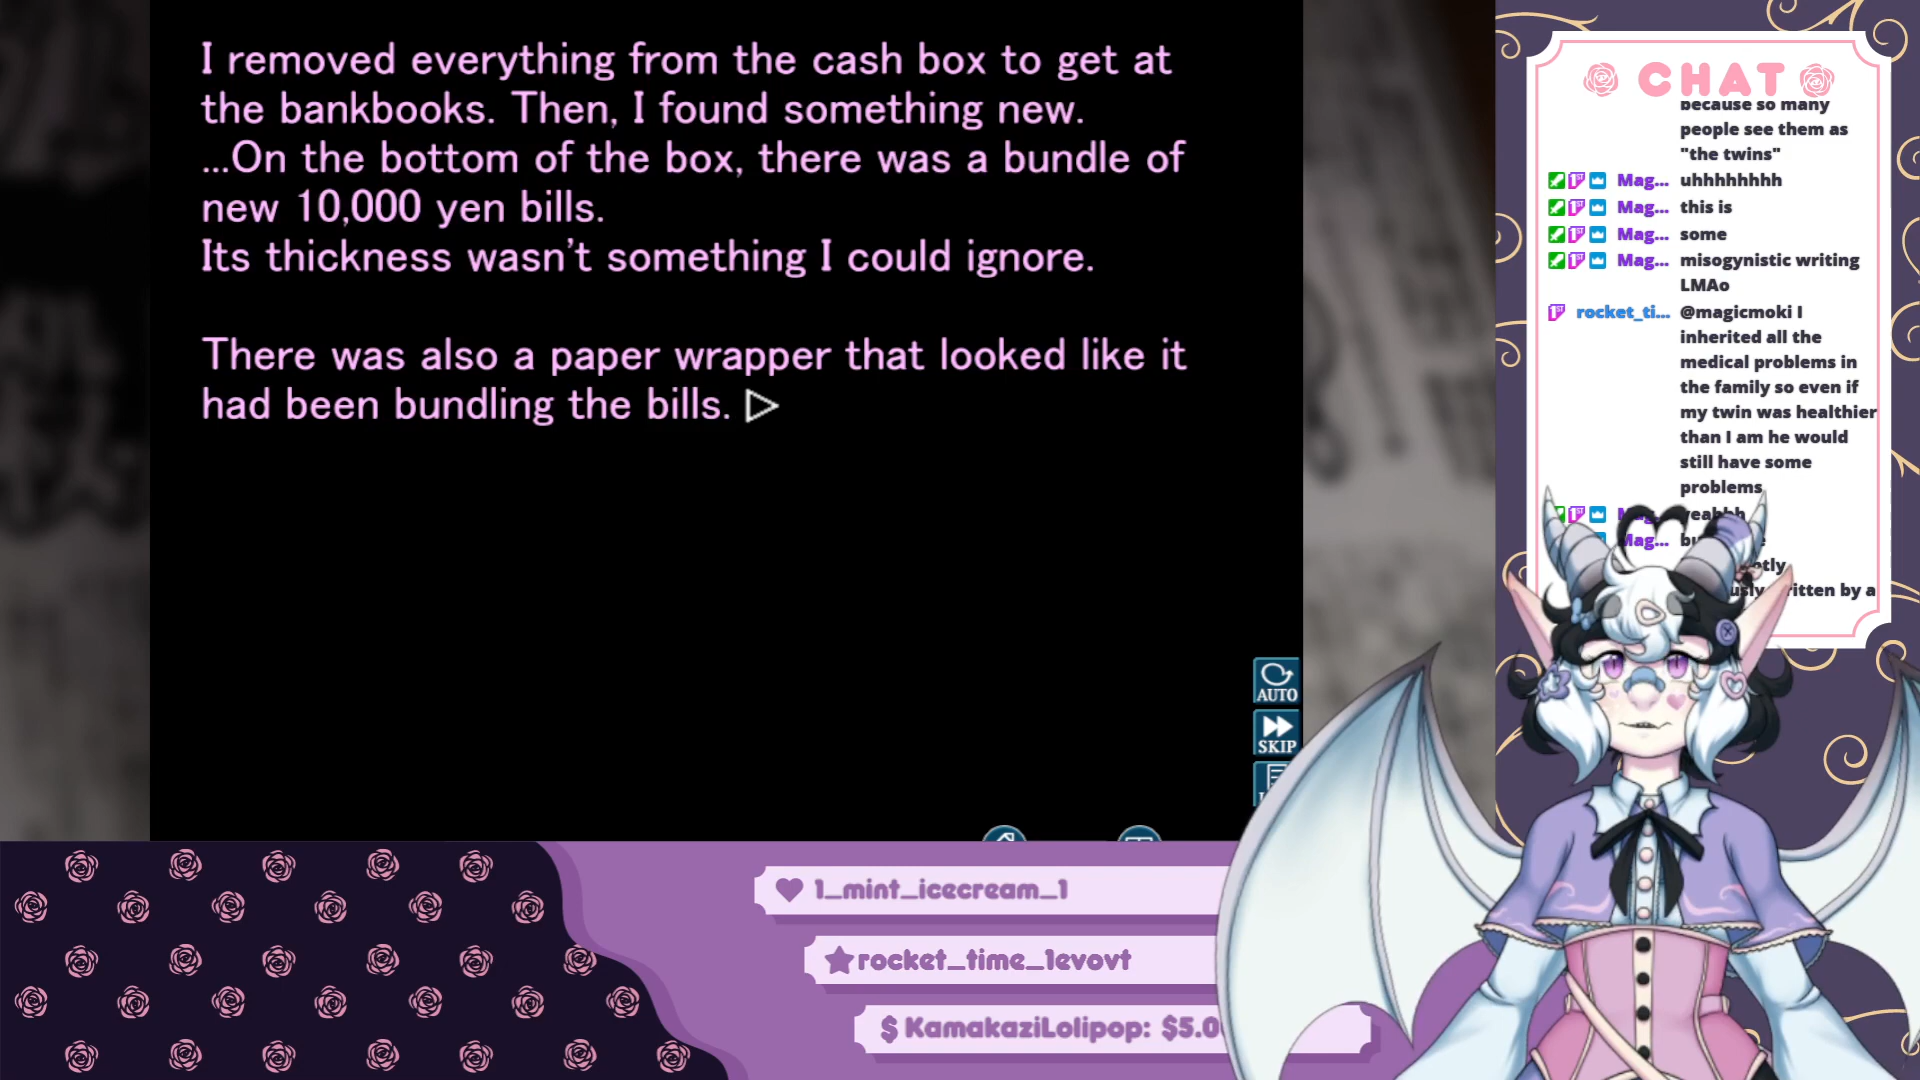 I removed everything from the cash box to get at
the bankbooks. Then, I found something new.
...On the bottom of the box, there was a bundle of
new 10,000 yen bills.
Its thickness wasn't something I could ignore.
There was also a paper wrapper that looked like it
had been bundling the bills.
AUTO
SKIP
CHAT
because so many
people see them as
"the twins"
Mag... uhhhhhhhh
Mag... this is
Mag... some
Mag... misogynistic writing
LMAo
rocket_ti... @magicmoki I
inherited all the
medical problems in
the family so even if
my twin was healthier
than I am he would
still have some
problems
Mag...
ritten by a
1_mint_icecream_1
rocket_time_1evovt
$ KamakaziLolipop: $5.0